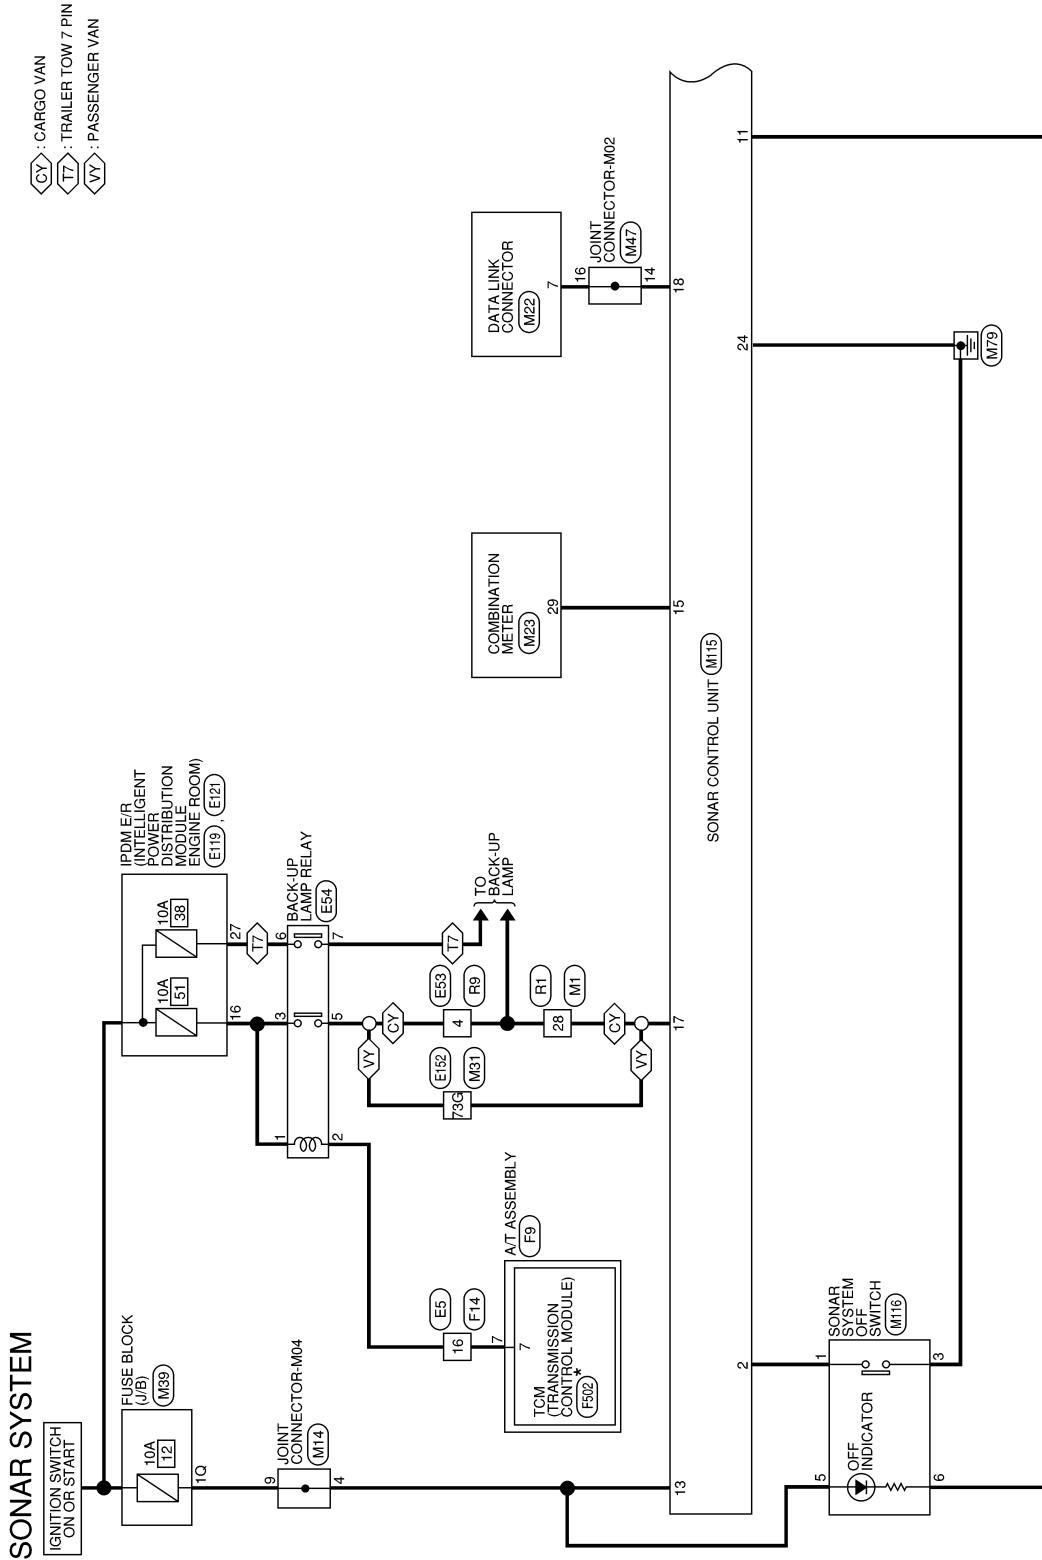 SONAR SYSTEM
IGNITION SWITCH
ON OR START
FUSE BLOCK
(J/B)
M39
10A
12
1Q
JOINT
CONNECTOR-M04
M14
9
4
IPDM E/R
(INTELLIGENT
POWER
DISTRIBUTION
MODULE
ENGINE ROOM)
E119 , E121
10A
51
10A
38
16
27
T7
BACK-UP
LAMP RELAY
E54
1
3
6
2
5
7
VY
CY
T7
TO
BACK-UP
LAMP
E5
F14
16
E152
M31
73G
E53
R9
4
R1
M1
28
VY
CY
A/T ASSEMBLY
F9
7
7
TCM
(TRANSMISSION
CONTROL MODULE)
F502 *
COMBINATION
METER
M23
29
DATA LINK
CONNECTOR
M22
7
16
JOINT
CONNECTOR-M02
M47
14
13
17
15
18
SONAR CONTROL UNIT M115
2
24
11
SONAR
SYSTEM
OFF
SWITCH
M116
5
1
OFF
INDICATOR
6
3
M79
CY : CARGO VAN
T7 : TRAILER TOW 7 PIN
VY : PASSENGER VAN